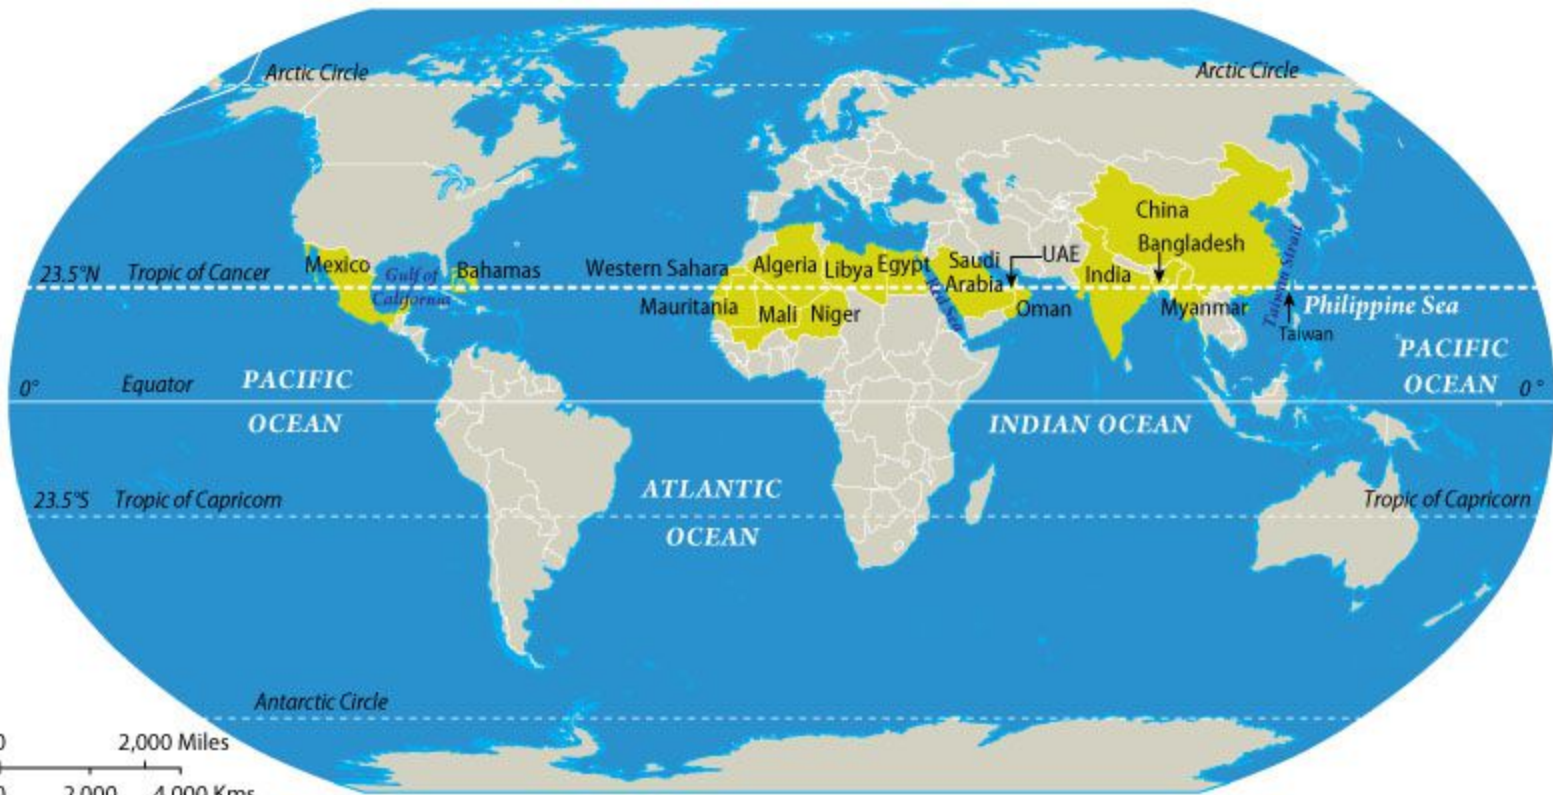 Arctic Circle
Arctic Circle
China
Bangladesh
UAE
Saudi
Arabia
India
23.5°N
Tropic of Cancer
Mexico
Gulf of
California
Bahamas
Western Sahara
Algeria
Libya
Egypt
Red Sea
Taiwan Strait
Mauritania
Mali
Niger
Oman
Myanmar
Philippine Sea
Taiwan
PACIFIC
OCEAN
0°
Equator
PACIFIC
OCEAN
0°
INDIAN OCEAN
23.5°S
Tropic of Capricorn
ATLANTIC
OCEAN
Tropic of Capricorn
Antarctic Circle
0
2,000 Miles
0
2,000
4,000 Kms